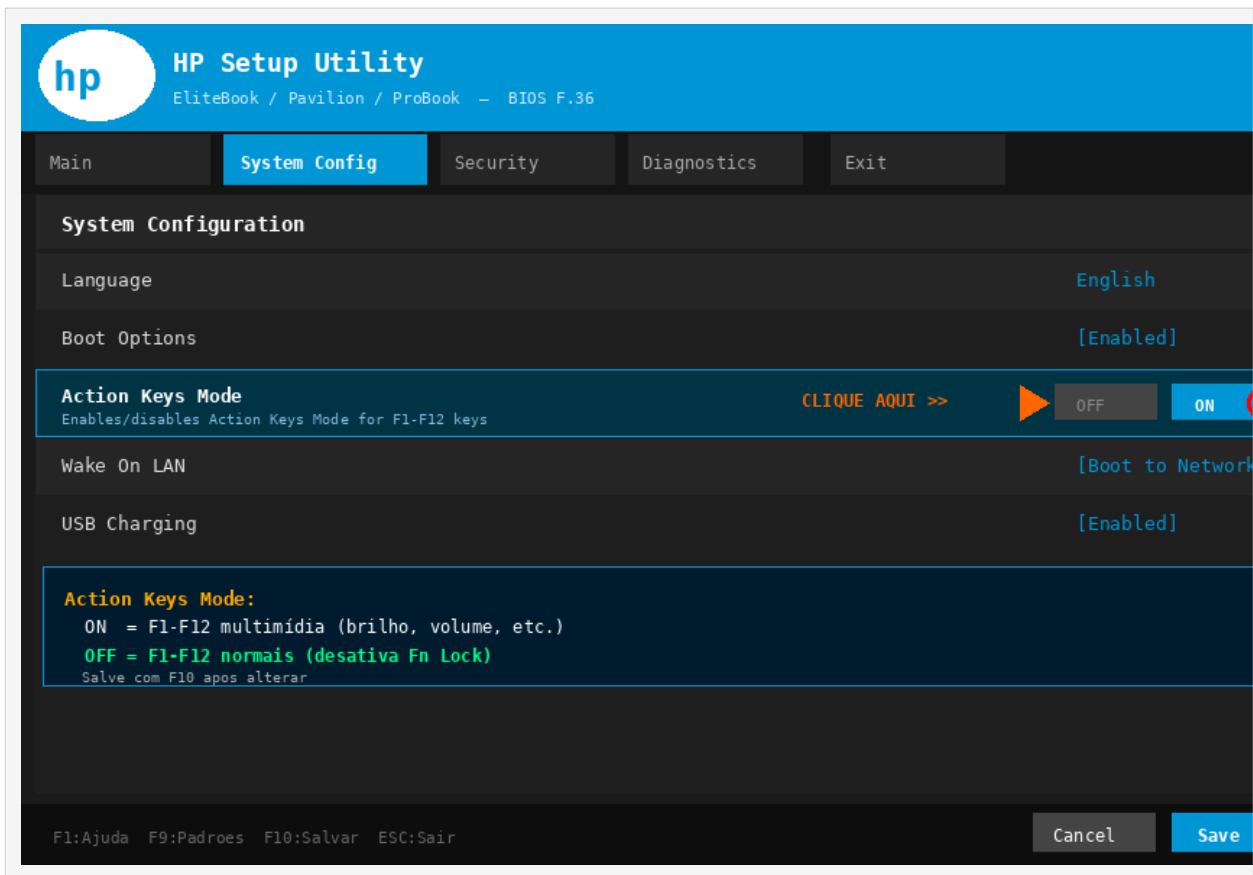 hp
HP Setup Utility
EliteBook / Pavilion / ProBook — BIOS F.36
Main System Config Security Diagnostics Exit
System Configuration
Language English
Boot Options [Enabled]
Action Keys Mode CLIQUE AQUI >> OFF ON
Enables/disables Action Keys Mode for F1-F12 keys
Wake On LAN [Boot to Network
USB Charging [Enabled]
Action Keys Mode:
ON = F1-F12 multimídia (brilho, volume, etc.)
OFF = F1-F12 normais (desativa Fn Lock)
Salve com F10 apos alterar
F1:Ajuda F9:Padroes F10:Salvar ESC:Sair Cancel Save